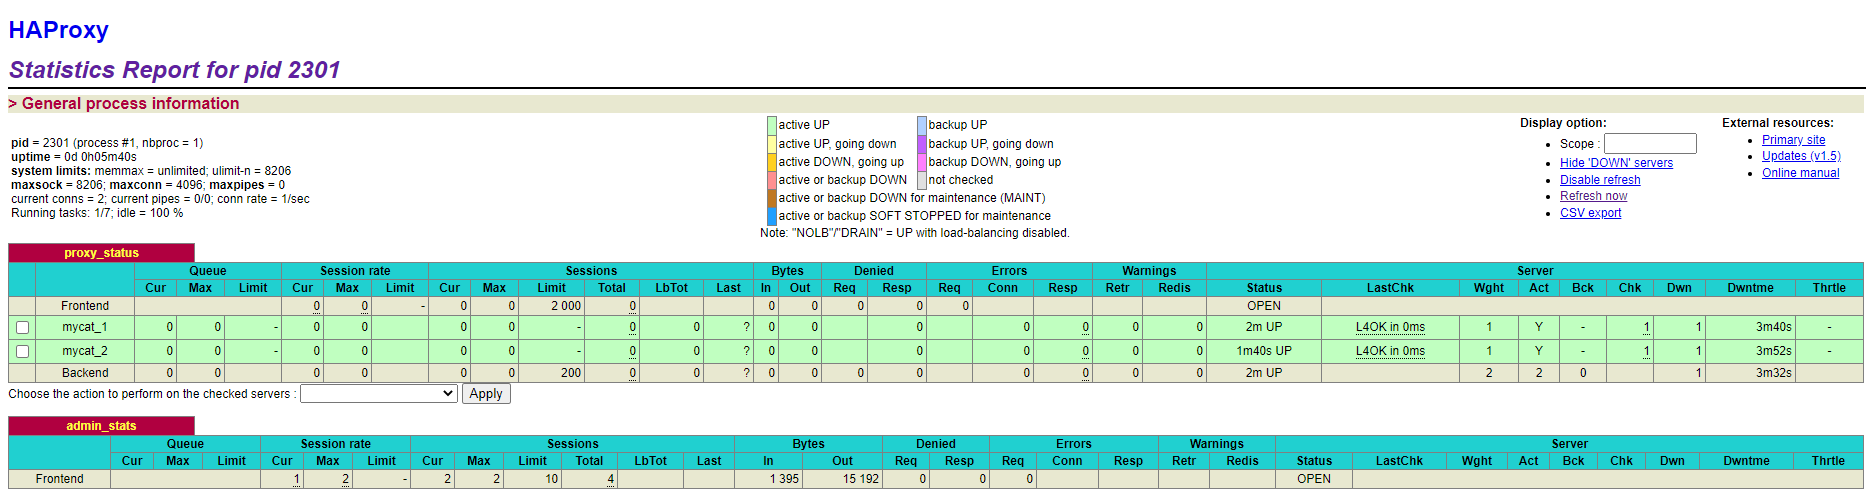 HAProxy
Statistics Report for pid 2301
> General process information
pid = 2301 (process #1, nbproc = 1)
uptime = 0d 0h05m40s
system limits: memmax = unlimited; ulimit-n = 8206
maxsock = 8206; maxconn = 4096; maxpipes = 0
current conns = 2; current pipes = 0/0; conn rate = 1/sec
Running tasks: 1/7; idle = 100 %
active UP backup UP
active UP, going down backup UP, going down
active DOWN, going up backup DOWN, going up
active or backup DOWN not checked
active or backup DOWN for maintenance (MAINT)
active or backup SOFT STOPPED for maintenance
Note: "NOLB"/"DRAIN" = UP with load-balancing disabled.
Display option:
Scope :
Hide 'DOWN' servers
Disable refresh
Refresh now
CSV export
External resources:
Primary site
Updates (v1.5)
Online manual
proxy_status
Queue Session rate Sessions Bytes Denied Errors Warnings Server
Cur Max Limit Cur Max Limit Cur Max Limit Total LbTot Last In Out Req Resp Req Conn Resp Retr Redis Status LastChk Wght Act Bck Chk Dwn Dwntme Thrtle
Frontend 0 0 - 0 0 2 000 0 0 0 0 0 0 OPEN
mycat_1 0 0 - 0 0 0 0 - 0 0 ? 0 0 0 0 0 0 0 2m UP L4OK in 0ms 1 Y - 1 1 3m40s -
mycat_2 0 0 - 0 0 0 0 - 0 0 ? 0 0 0 0 0 0 0 1m40s UP L4OK in 0ms 1 Y - 1 1 3m52s -
Backend 0 0 0 0 0 0 200 0 0 ? 0 0 0 0 0 0 0 0 2m UP 2 2 0 1 3m32s
Choose the action to perform on the checked servers : Apply
admin_stats
Queue Session rate Sessions Bytes Denied Errors Warnings Server
Cur Max Limit Cur Max Limit Cur Max Limit Total LbTot Last In Out Req Resp Req Conn Resp Retr Redis Status LastChk Wght Act Bck Chk Dwn Dwntme Thrtle
Frontend 1 2 - 2 2 10 4 1 395 15 192 0 0 0 OPEN